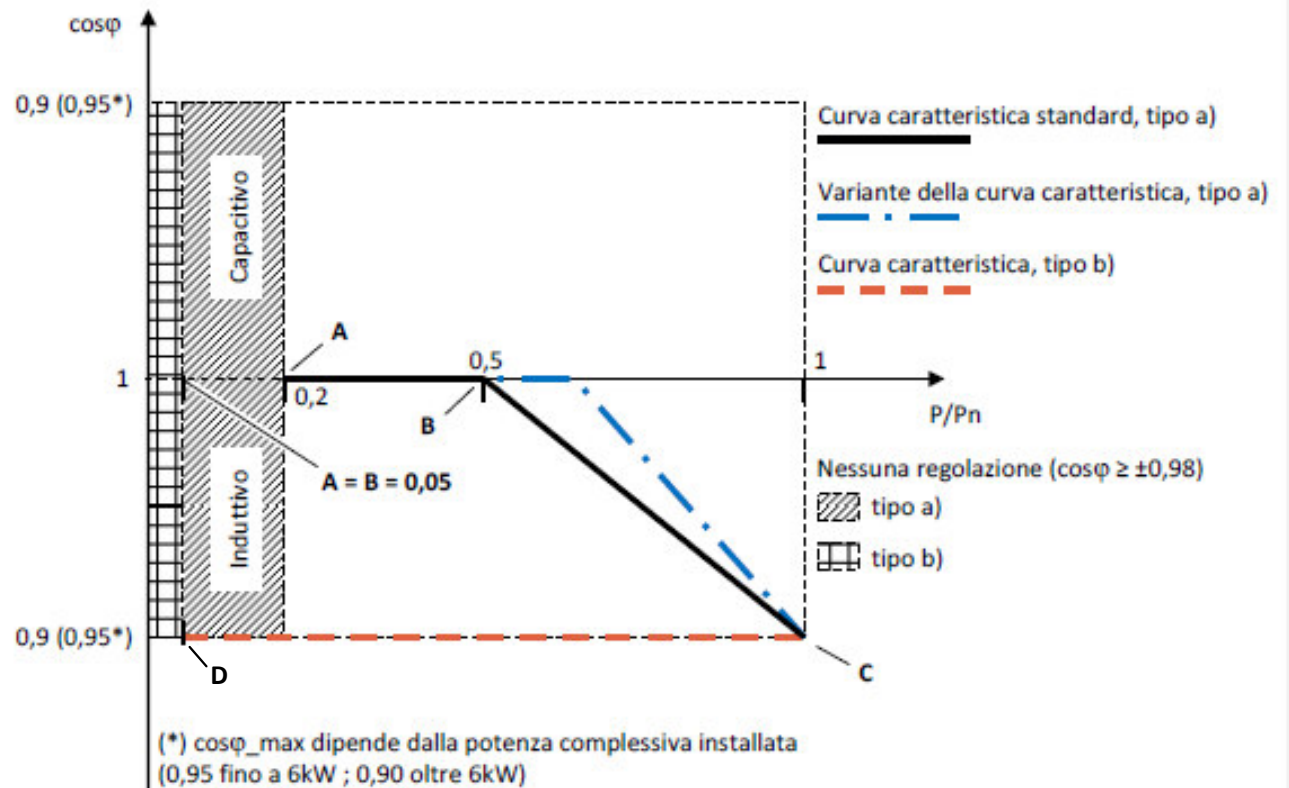 cosφ
0,9 (0,95*)
Curva caratteristica standard, tipo a)
Capacitivo
Variante della curva caratteristica, tipo a)
Curva caratteristica, tipo b)
A
0,5
1
1
0,2
B
P/Pn
A = B = 0,05
Induttivo
Nessuna regolazione (cosφ ≥ ±0,98)
tipo a)
tipo b)
0,9 (0,95*)
D
C
(*) cosφ_max dipende dalla potenza complessiva installata
(0,95 fino a 6kW ; 0,90 oltre 6kW)